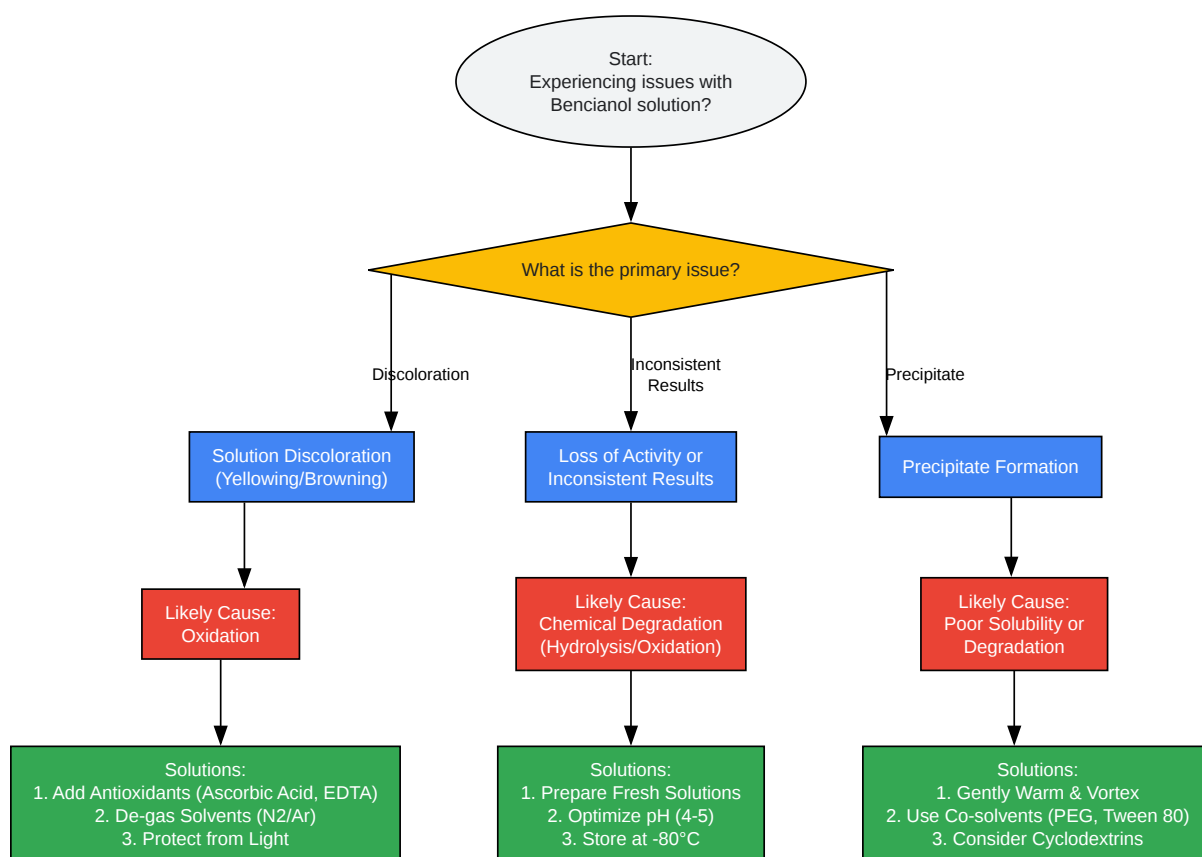 Start:
Experiencing issues with
Bencianol solution?
What is the primary issue?
Discoloration
Inconsistent
Results
Precipitate
Solution Discoloration
(Yellowing/Browning)
Loss of Activity or
Inconsistent Results
Precipitate Formation
Likely Cause:
Oxidation
Likely Cause:
Chemical Degradation
(Hydrolysis/Oxidation)
Likely Cause:
Poor Solubility or
Degradation
Solutions:
1. Add Antioxidants (Ascorbic Acid, EDTA)
2. De-gas Solvents (N2/Ar)
3. Protect from Light
Solutions:
1. Prepare Fresh Solutions
2. Optimize pH (4-5)
3. Store at -80°C
Solutions:
1. Gently Warm & Vortex
2. Use Co-solvents (PEG, Tween 80)
3. Consider Cyclodextrins